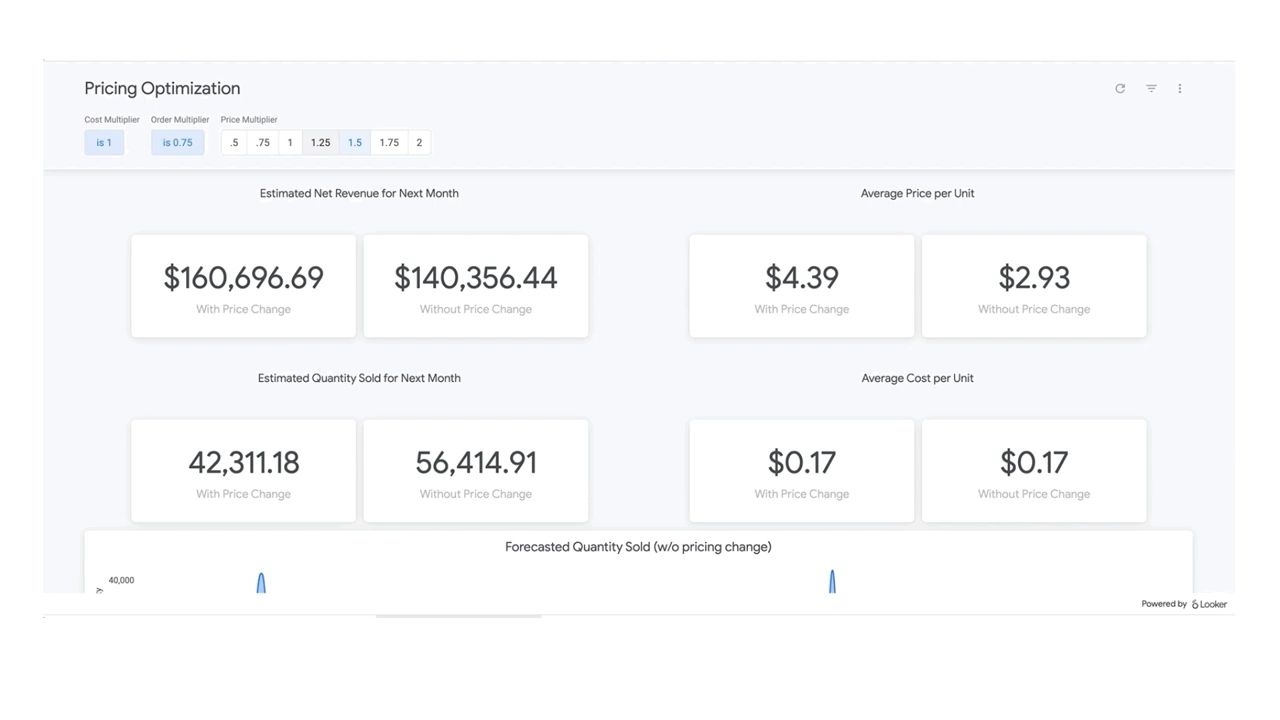 Pricing Optimization
Cost Multiplier Order Multiplier Price Multiplier
is 1 is 0.75 .5 .75 1 1.25 1.5 1.75 2
Estimated Net Revenue for Next Month
Average Price per Unit
$160,696.69 $140,356.44 $4.39 $2.93
With Price Change Without Price Change With Price Change Without Price Change
Estimated Quantity Sold for Next Month
Average Cost per Unit
42,311.18 56,414.91 $0.17 $0.17
With Price Change Without Price Change With Price Change Without Price Change
Forecasted Quantity Sold (w/o pricing change)
40,000
Powered by Looker